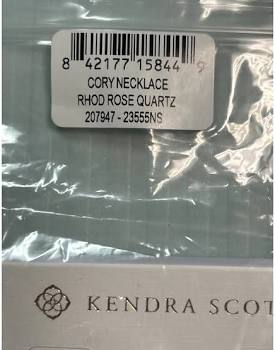 8 42177 15844 9
CORY NECKLACE
RHOD ROSE QUARTZ
207947 - 23555NS
KENDRA SCOT